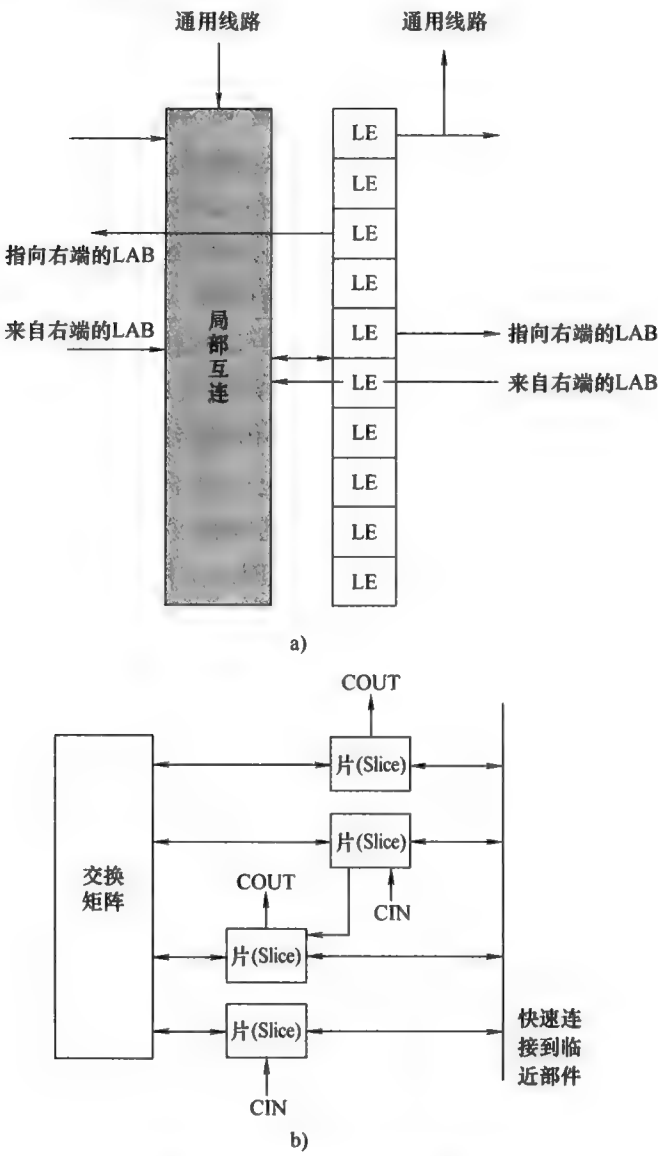 通用线路
通用线路
LE
LE
LE
指向右端的LAB
LE
来自右端的LAB
局部互连
LE
指向右端的LAB
LE
来自右端的LAB
LE
LE
LE
LE
a)
COUT
片(Slice)
片(Slice)
交换
矩阵
COUT
CIN
片(Slice)
片(Slice)
快速连
接到临
近部件
CIN
b)